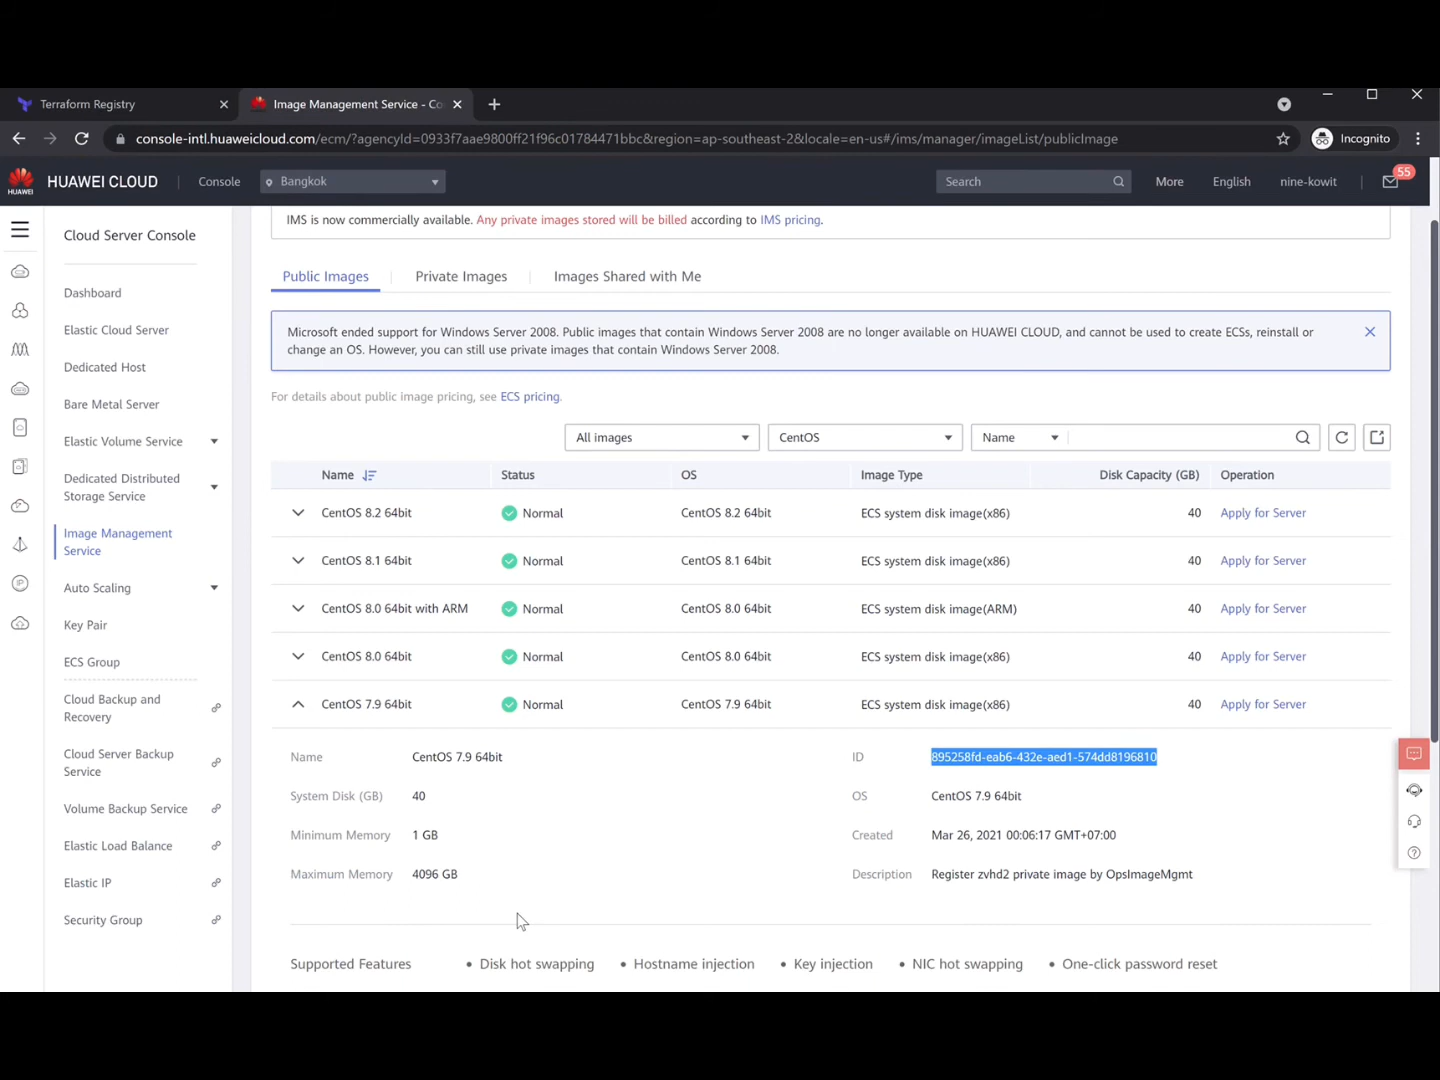 Terraform Registry
Image Management Service - Co
console-intl.huaweicloud.com/ecm/?agencyId=0933f7aae9800ff21f96c01784471bbc&region=ap-southeast-2&locale=en-us#/ims/manager/imageList/publicImage
Incognito
HUAWEI
HUAWEI CLOUD
Console
Bangkok
Search
More
English
nine-kowit
55
Cloud Server Console
Dashboard
Elastic Cloud Server
Dedicated Host
Bare Metal Server
Elastic Volume Service
Dedicated Distributed
Storage Service
Image Management
Service
Auto Scaling
Key Pair
ECS Group
Cloud Backup and
Recovery
Cloud Server Backup
Service
Volume Backup Service
Elastic Load Balance
Elastic IP
Security Group
IMS is now commercially available. Any private images stored will be billed according to IMS pricing.
Public Images
Private Images
Images Shared with Me
Microsoft ended support for Windows Server 2008. Public images that contain Windows Server 2008 are no longer available on HUAWEI CLOUD, and cannot be used to create ECSs, reinstall or
change an OS. However, you can still use private images that contain Windows Server 2008.
For details about public image pricing, see ECS pricing.
All images
CentOS
Name
Name Status OS Image Type Disk Capacity (GB) Operation
CentOS 8.2 64bit Normal CentOS 8.2 64bit ECS system disk image(x86) 40 Apply for Server
CentOS 8.1 64bit Normal CentOS 8.1 64bit ECS system disk image(x86) 40 Apply for Server
CentOS 8.0 64bit with ARM Normal CentOS 8.0 64bit ECS system disk image(ARM) 40 Apply for Server
CentOS 8.0 64bit Normal CentOS 8.0 64bit ECS system disk image(x86) 40 Apply for Server
CentOS 7.9 64bit Normal CentOS 7.9 64bit ECS system disk image(x86) 40 Apply for Server
Name CentOS 7.9 64bit ID 895258fd-eab6-432e-aed1-574dd8196810
System Disk (GB) 40 OS CentOS 7.9 64bit
Minimum Memory 1 GB Created Mar 26, 2021 00:06:17 GMT+07:00
Maximum Memory 4096 GB Description Register zvhd2 private image by OpsImageMgmt
Supported Features • Disk hot swapping • Hostname injection • Key injection • NIC hot swapping • One-click password reset